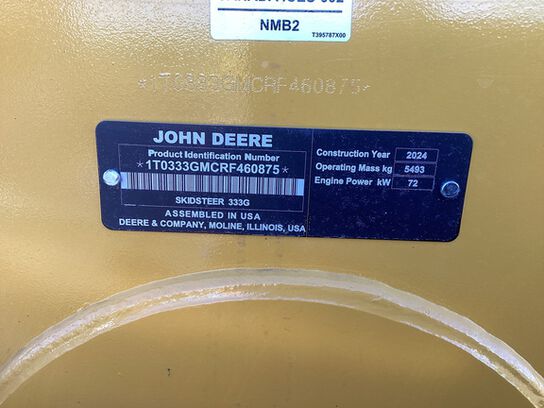 NMB2
T395787X00
*1T0333GMCRF460875*
JOHN DEERE
Product Identification Number
*1T0333GMCRF460875*
SKIDSTEER 333G
ASSEMBLED IN USA
DEERE & COMPANY, MOLINE, ILLINOIS, USA
Construction Year 2024
Operating Mass kg 5493
Engine Power kW 72